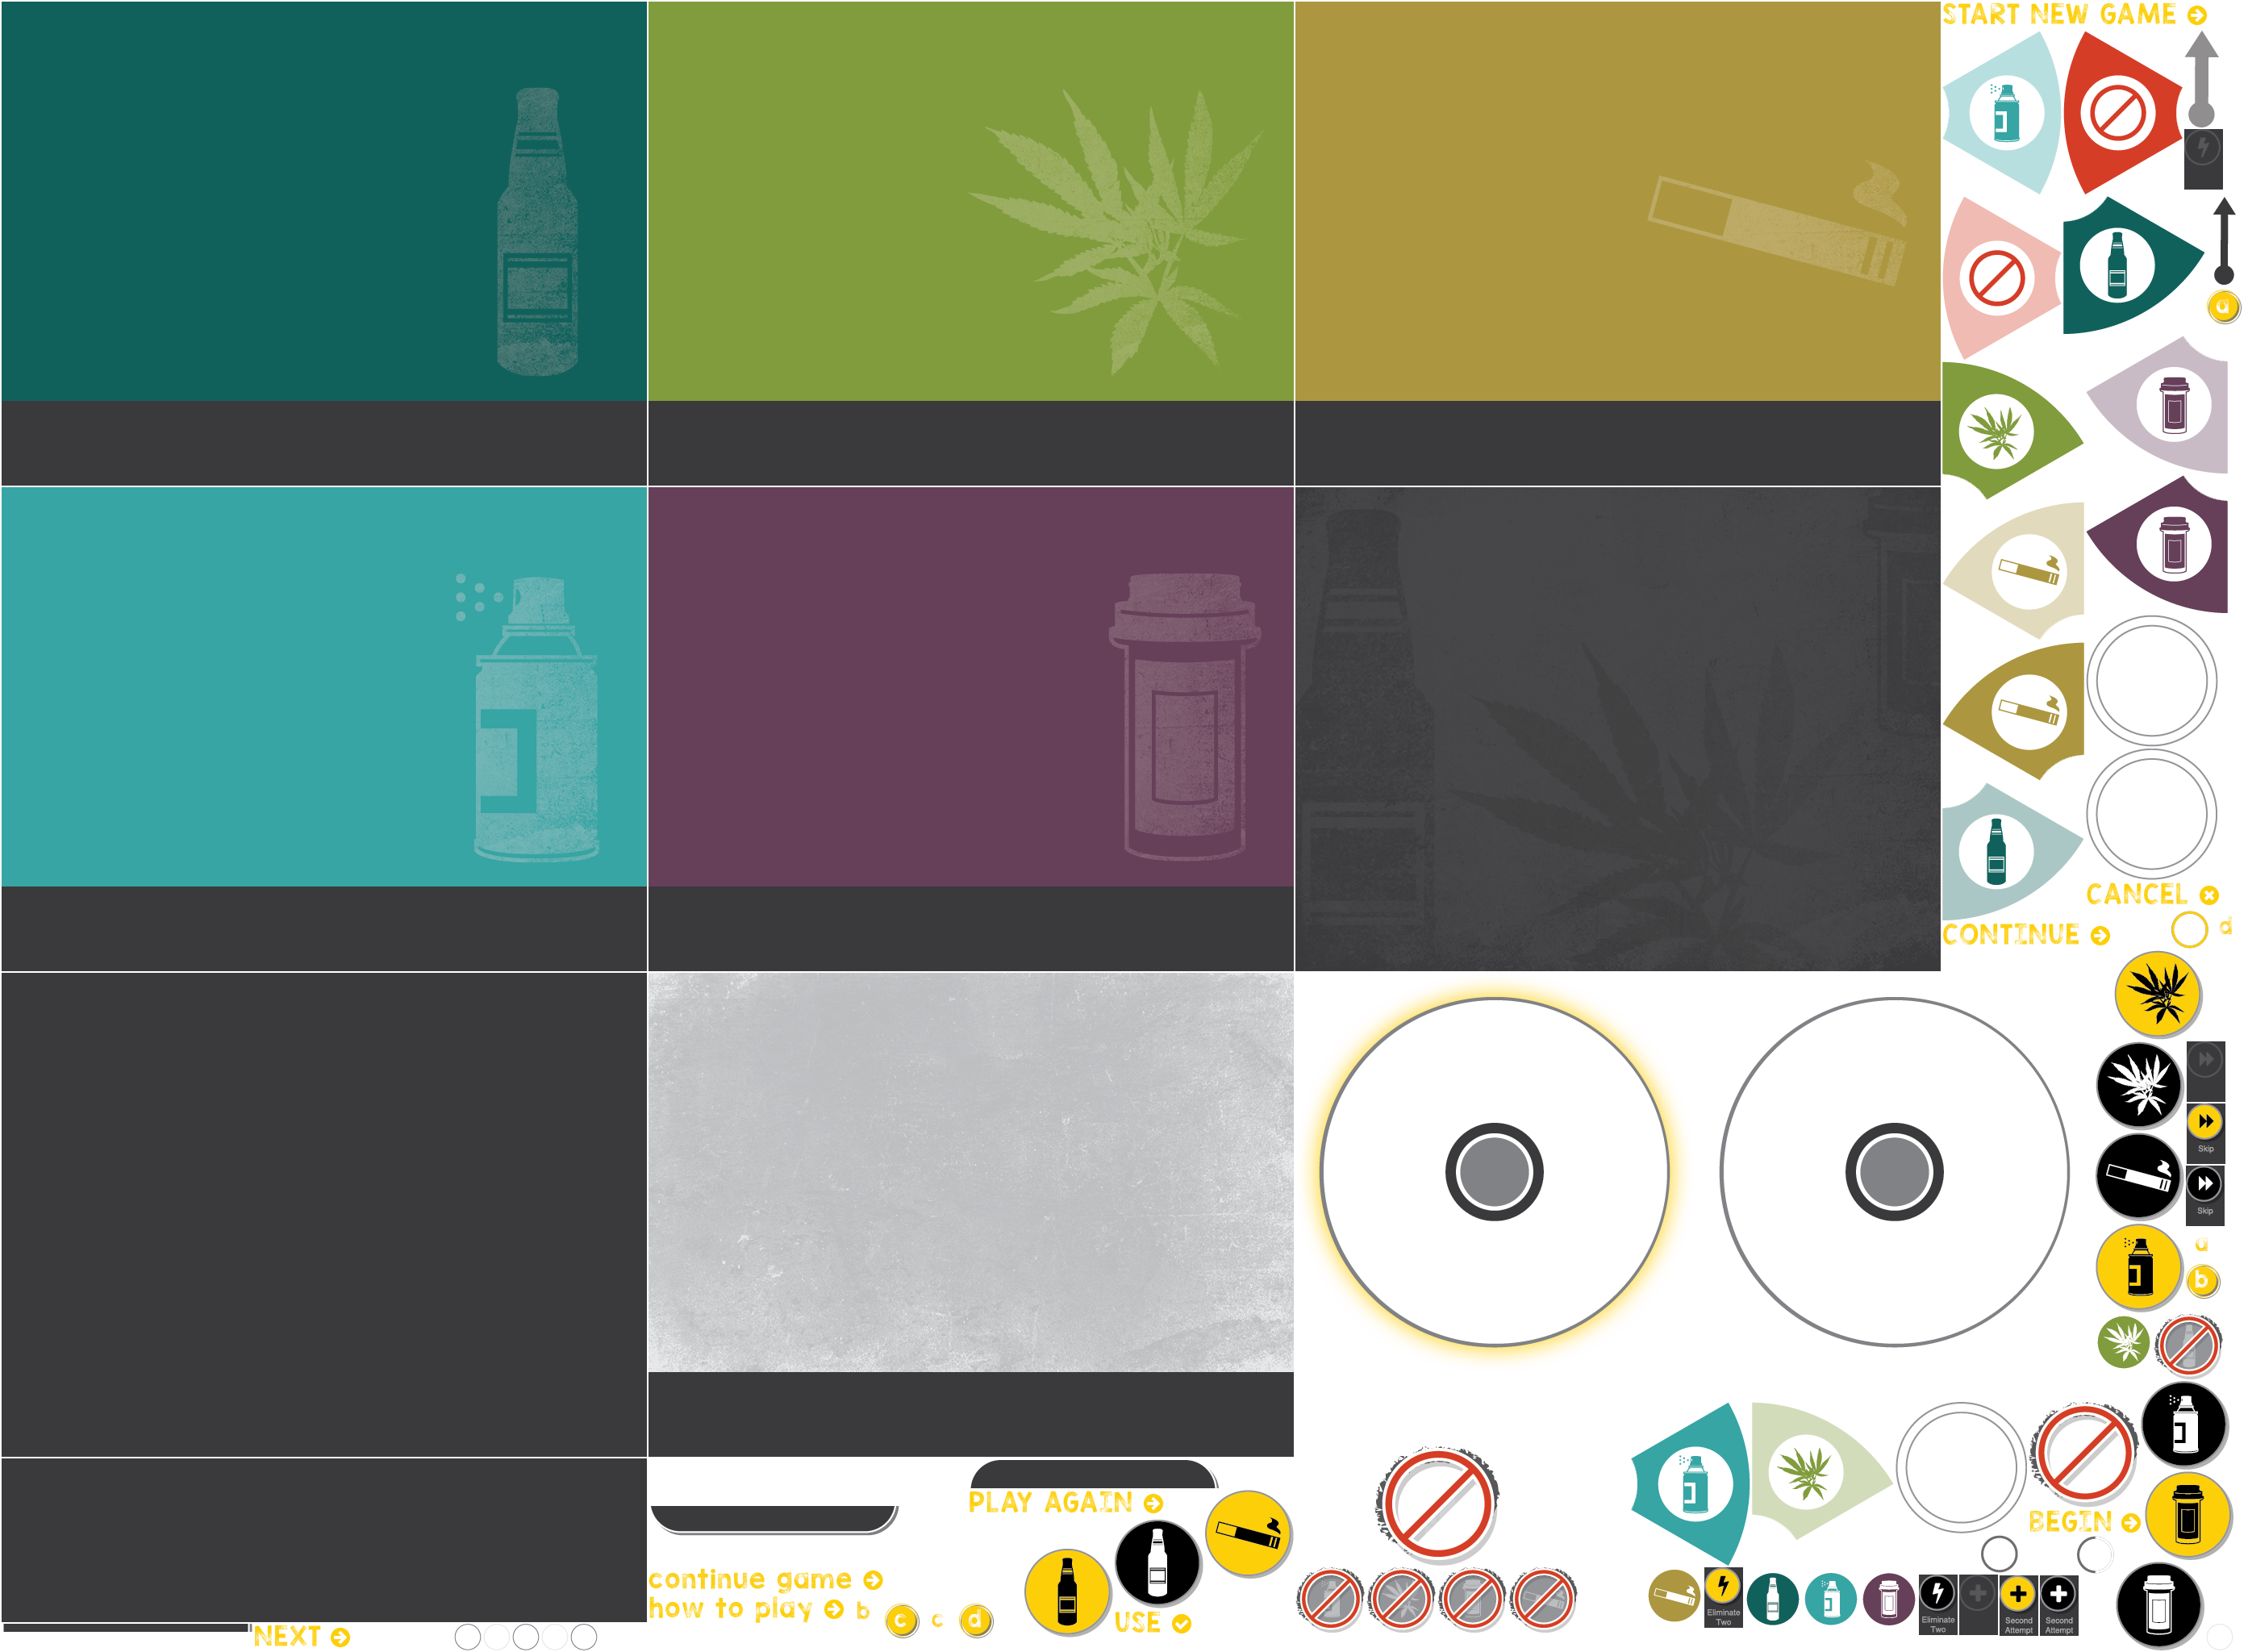 START NEW GAME
a
CANCEL
CONTINUE
d
Skip
Skip
a
b
PLAY AGAIN
BEGIN
continue game
how to play
b
c
c
d
USE
NEXT
Eliminate
Two
Eliminate
Two
Second
Attempt
Second
Attempt